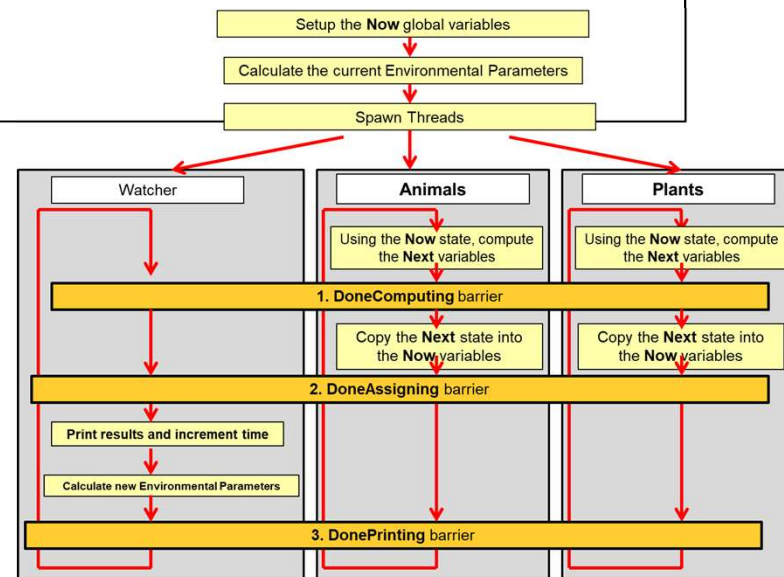 Setup the Now global variables
Calculate the current Environmental Parameters
Spawn Threads
Watcher
Animals
Plants
Using the Now state, compute
the Next variables
Using the Now state, compute
the Next variables
1. DoneComputing barrier
Copy the Next state into
the Now variables
Copy the Next state into
the Now variables
2. DoneAssigning barrier
Print results and increment time
Calculate new Environmental Parameters
3. DonePrinting barrier